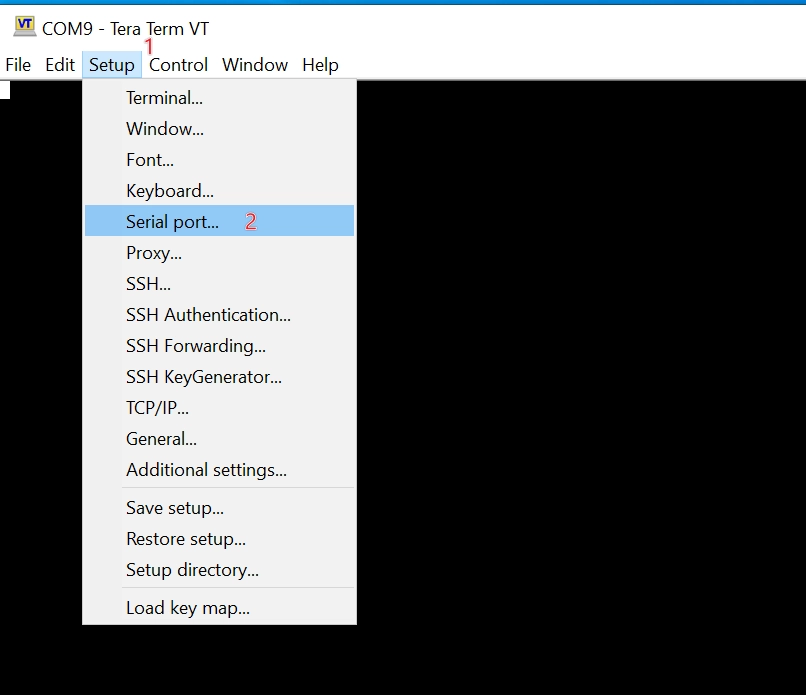 VT COM9 - Tera Term VT
1
File Edit Setup Control Window Help
Terminal...
Window...
Font...
Keyboard...
Serial port... 2
Proxy...
SSH...
SSH Authentication...
SSH Forwarding...
SSH KeyGenerator...
TCP/IP...
General...
Additional settings...
Save setup...
Restore setup...
Setup directory...
Load key map...